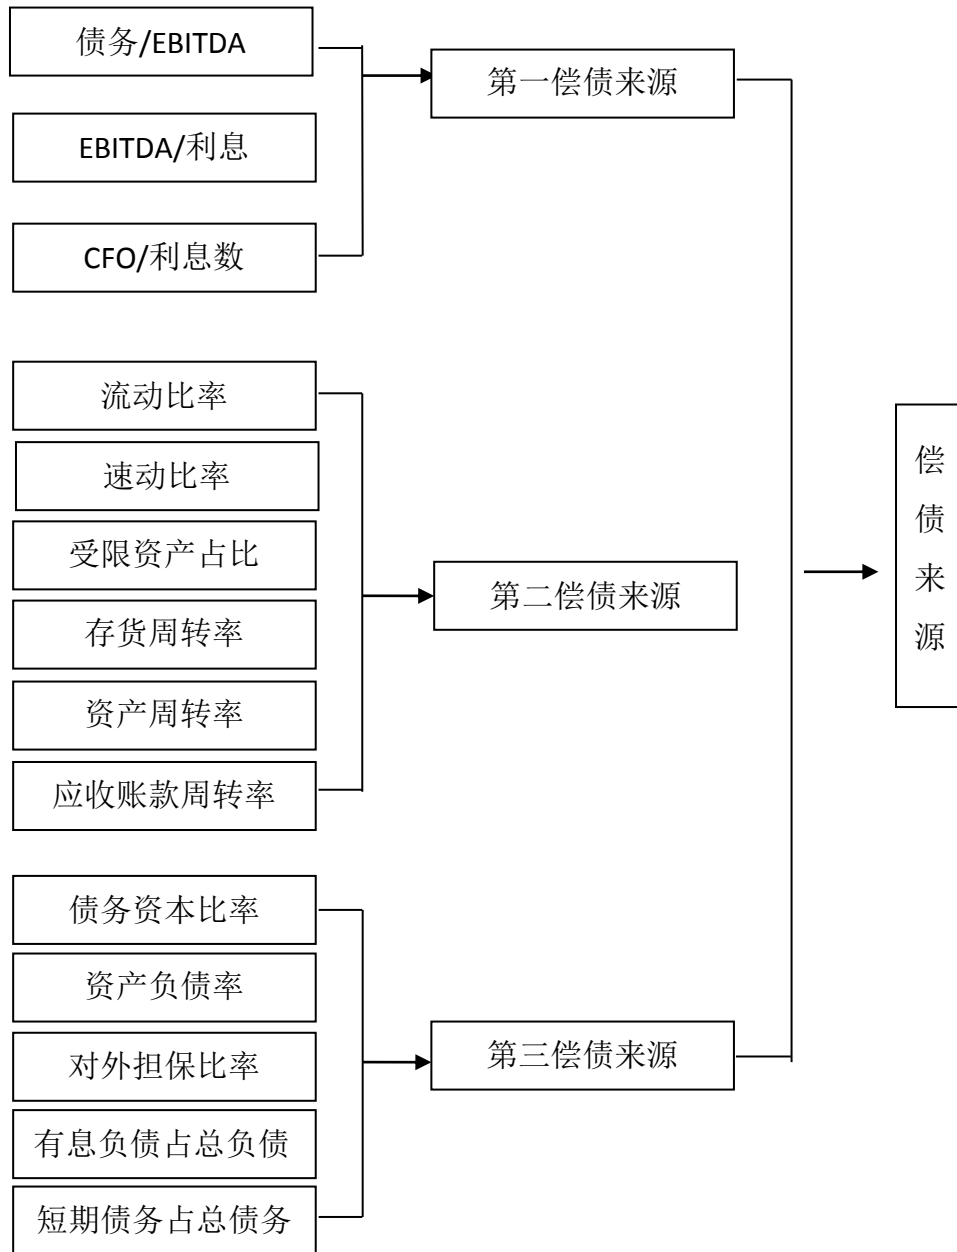 债务/EBITDA
第一偿债来源
EBITDA/利息
CFO/利息数
流动比率
速动比率
受限资产占比
第二偿债来源
存货周转率
资产周转率
应收账款周转率
债务资本比率
资产负债率
第三偿债来源
对外担保比率
有息负债占总负债
短期债务占总债务
偿
债
来
源